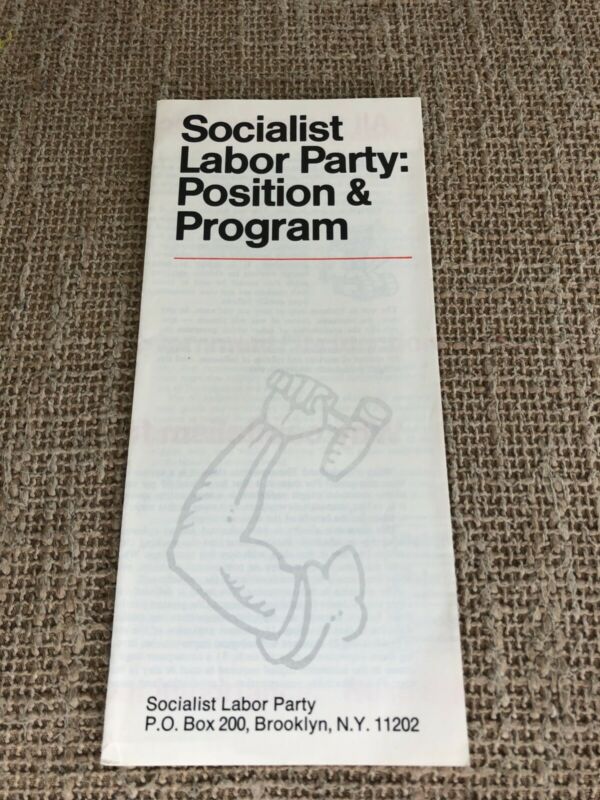 Socialist
Labor Party:
Position &
Program
Socialist Labor Party
P.O. Box 200, Brooklyn, N.Y. 11202